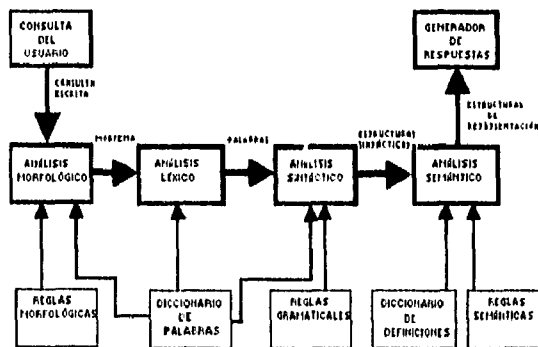 CONSULTA
DEL
USUARIO
GENERADOR
DE
RESPUESTAS
CONSULTA
ESCRITA
ESTRUCTURAS
DE
REPRESENTACIÓN
MORFEMA
PALABRAS
ESTRUCTURAS
SINTÁCTICAS
ANÁLISIS
MORFOLÓGICO
ANÁLISIS
LÉXICO
ANÁLISIS
SINTÁCTICO
ANÁLISIS
SEMÁNTICO
REGLAS
MORFOLÓGICAS
DICCIONARIO
DE
PALABRAS
REGLAS
GRAMATICALES
DICCIONARIO
DE
DEFINICIONES
REGLAS
SEMÁNTICAS